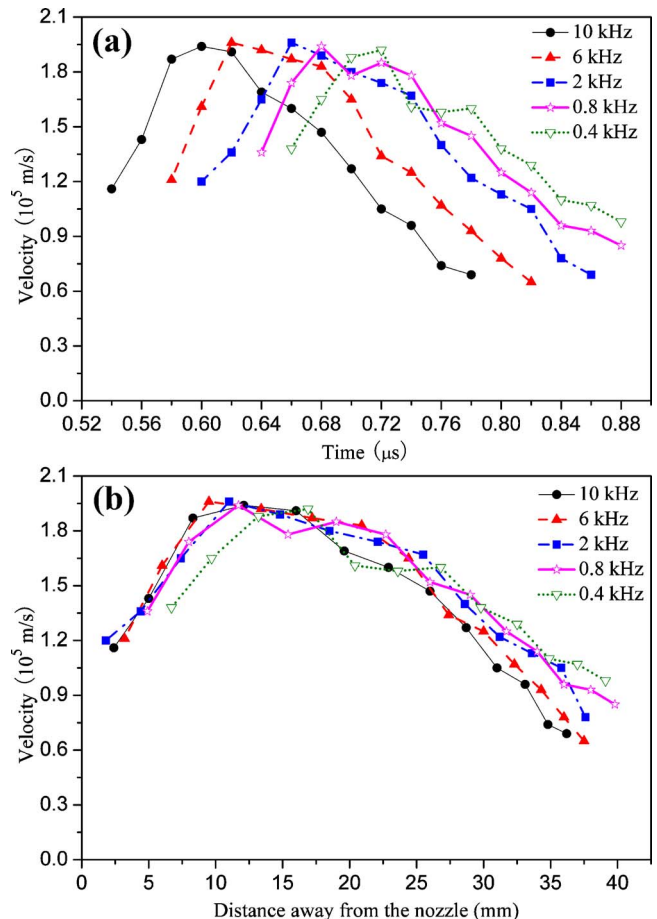 (a)
10 kHz
6 kHz
2 kHz
0.8 kHz
0.4 kHz
2.1
1.8
1.5
1.2
0.9
0.6
0.3
0.0
Velocity (10⁵ m/s)
0.52 0.56 0.60 0.64 0.68 0.72 0.76 0.80 0.84 0.88
Time (μs)
(b)
10 kHz
6 kHz
2 kHz
0.8 kHz
0.4 kHz
2.1
1.8
1.5
1.2
0.9
0.6
0.3
0.0
Velocity (10⁵ m/s)
0 5 10 15 20 25 30 35 40
Distance away from the nozzle (mm)